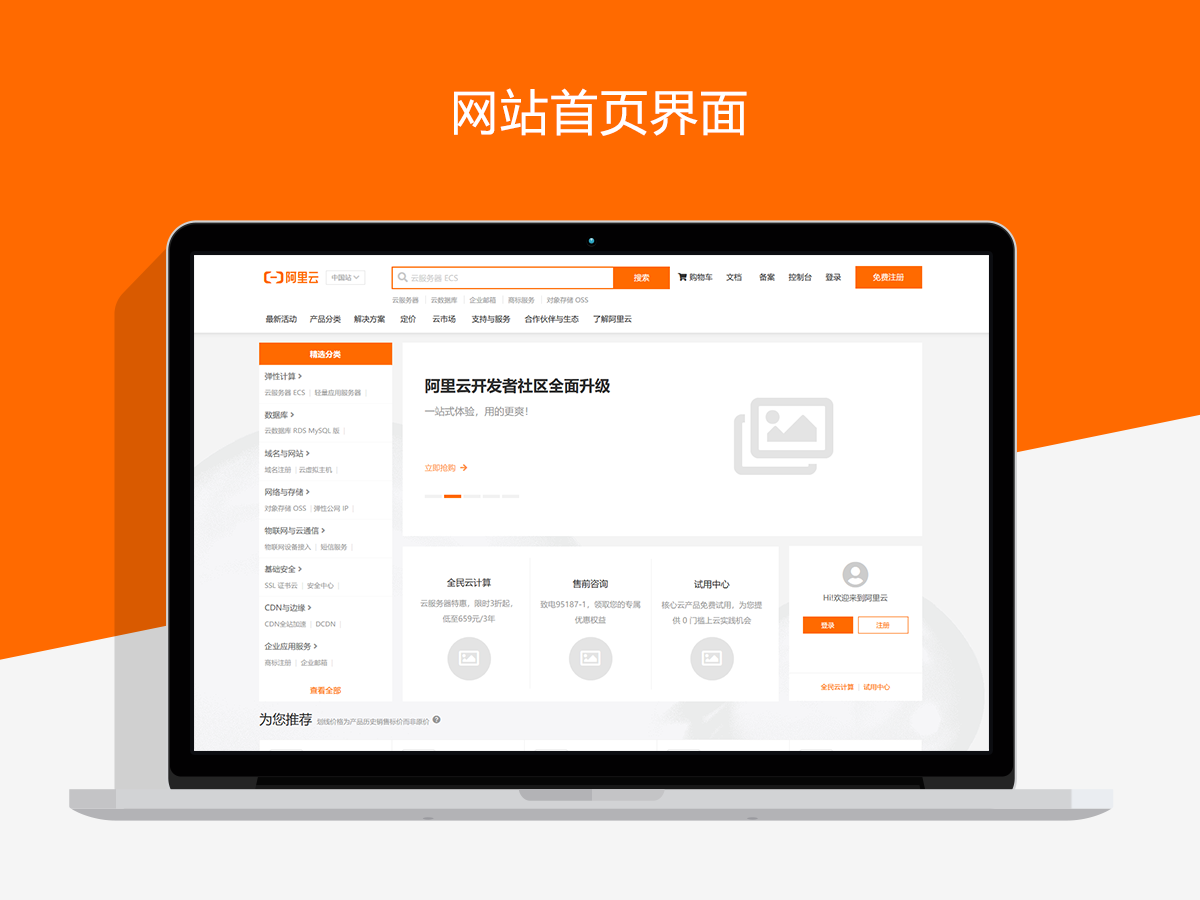 网站首页界面
阿里云 中国站 云服务器 ECS 搜索 购物车 文档 备案 控制台 登录 免费注册
云服务器 云数据库 企业邮箱 商标服务 对象存储 OSS
最新活动 产品分类 解决方案 定价 云市场 支持与服务 合作伙伴与生态 了解阿里云
精选分类
弹性计算 >
云服务器 ECS | 轻量应用服务器 |
数据库 >
云数据库 RDS MySQL 版 |
域名与网站 >
域名注册 | 云虚拟主机 |
网络与存储 >
对象存储 OSS | 弹性公网 IP |
物联网与云通信 >
物联网设备接入 | 短信服务 |
基础安全 >
SSL 证书云 | 安全中心 |
CDN与边缘 >
CDN全站加速 | DCDN |
企业应用服务 >
商标注册 | 企业邮箱 |
查看全部
阿里云开发者社区全面升级
一站式体验，用的更爽！
立即抢购 →
全民云计算
云服务器特惠，限时3折起，
低至659元/3年
售前咨询
致电95187-1，领取您的专属
优惠权益
试用中心
核心云产品免费试用，为您提
供 0 门槛上云实践机会
Hi!欢迎来到阿里云
登录 注册
全民云计算 | 试用中心
为您推荐 划线价格为产品历史销售标价而非原价 ?